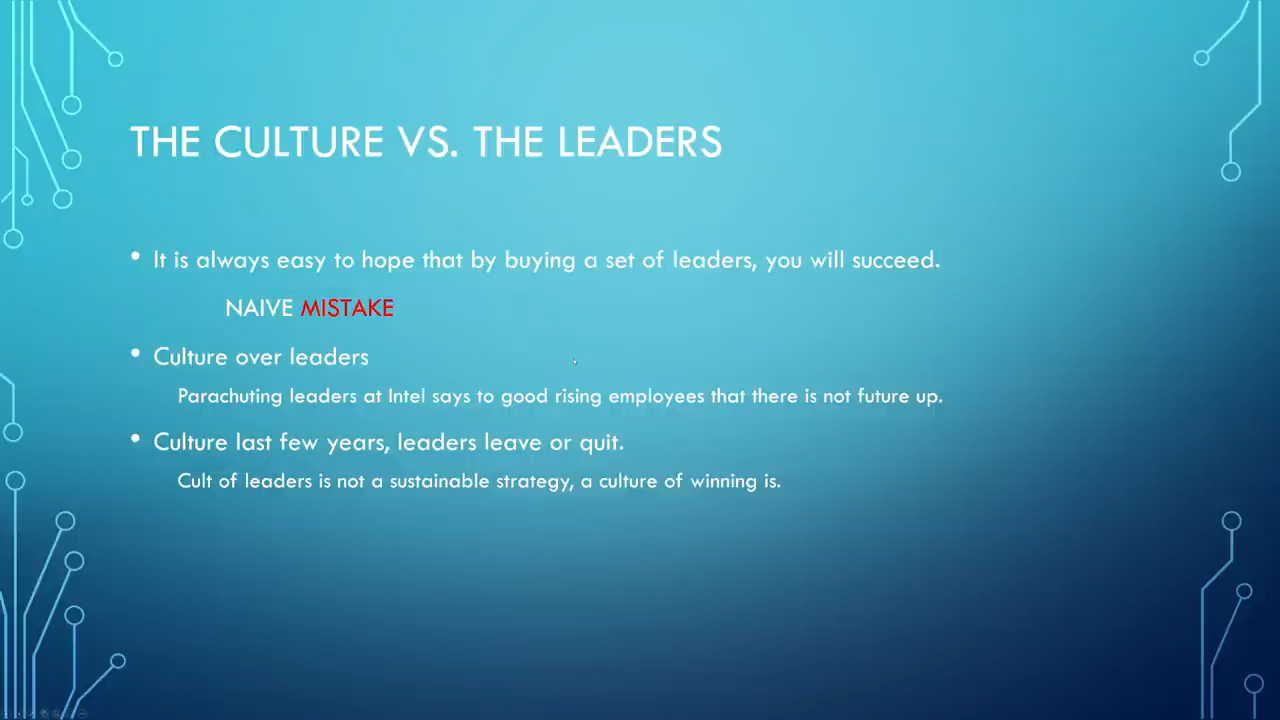 THE CULTURE VS. THE LEADERS
• It is always easy to hope that by buying a set of leaders, you will succeed.
NAIVE MISTAKE
• Culture over leaders
Parachuting leaders at Intel says to good rising employees that there is not future up.
• Culture last few years, leaders leave or quit.
Cult of leaders is not a sustainable strategy, a culture of winning is.